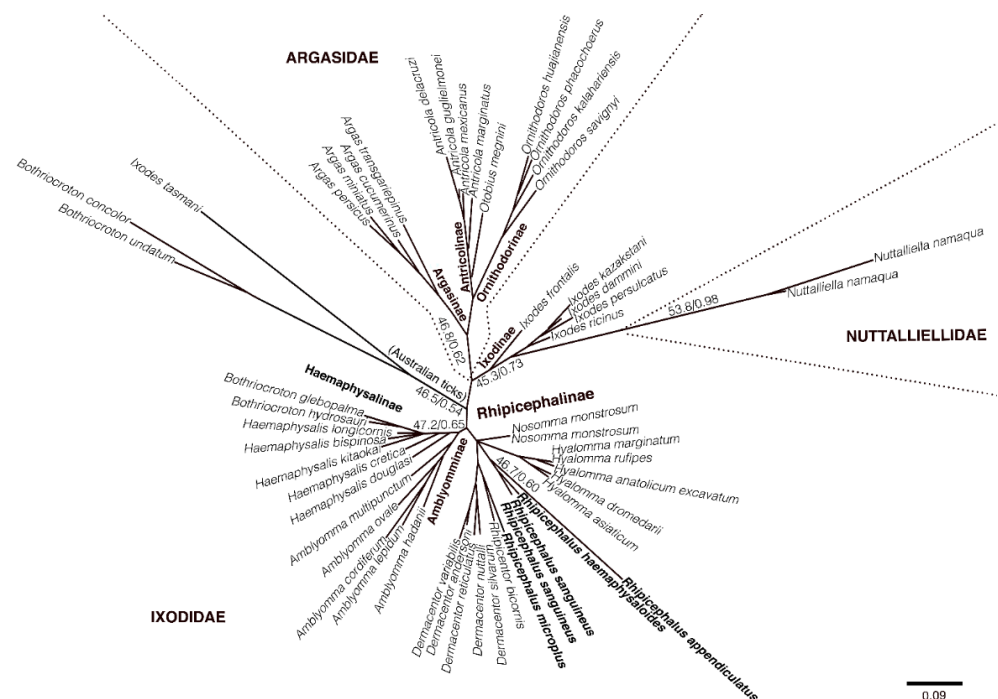 ARGASIDAE
Antricola delacruzi
Antricola guglielmonei
Antricola mexicanus
Antricola marginatus
Otobius megnini
Ornithodoros huajianensis
Ornithodoros phacochoerus
Ornithodoros kalahariensis
Ornithodoros savignyi
Argas transgariepinus
Argas cucumerinus
Argas miniatus
Argas persicus
Argasinae
Antricolinae
Ornithodorinae
Ixodes tasmani
Bothriocroton concolor
Bothriocroton undatum
Ixodes frontalis
Ixodes kazakstani
Ixodes dammini
Ixodes persulcatus
Ixodes ricinus
Ixodinae
Nuttalliella namaqua
Nuttalliella namaqua
53.8/0.98
NUTTALLIELLIDAE
46.8/0.62
45.3/0.73
(Australian ticks)
46.5/0.54
Haemaphysalinae
47.2/0.65
Rhipicephalinae
Bothriocroton glebopalma
Bothriocroton hydrosauri
Haemaphysalis longicornis
Haemaphysalis bispinosa
Haemaphysalis kitaokai
Haemaphysalis cretica
Haemaphysalis douglasi
Amblyomma multipunctum
Amblyomma ovale
Amblyomma cordiferum
Amblyomma lepidum
Amblyomma hadanii
Amblyomminae
Nosomma monstrosum
Nosomma monstrosum
Hyalomma marginatum
Hyalomma rufipes
Hyalomma anatolicum excavatum
Hyalomma dromedarii
Hyalomma asiaticum
46.7/0.60
Dermacentor variabilis
Dermacentor andersoni
Dermacentor reticulatus
Dermacentor nuttalli
Dermacentor silvarum
Rhipicentor bicornis
Rhipicephalus microplus
Rhipicephalus sanguineus
Rhipicephalus sanguineus
Rhipicephalus haemaphysaloides
Rhipicephalus appendiculatus
IXODIDAE
0.09